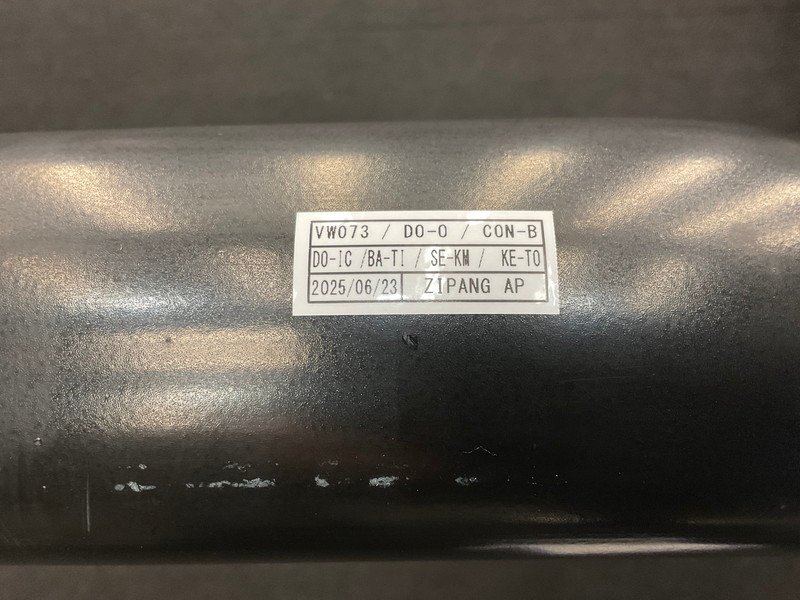 VW073 / DO-O / CON-B
DO-IC /BA-TI / SE-KM / KE-TO
2025/06/23 ZIPANG AP